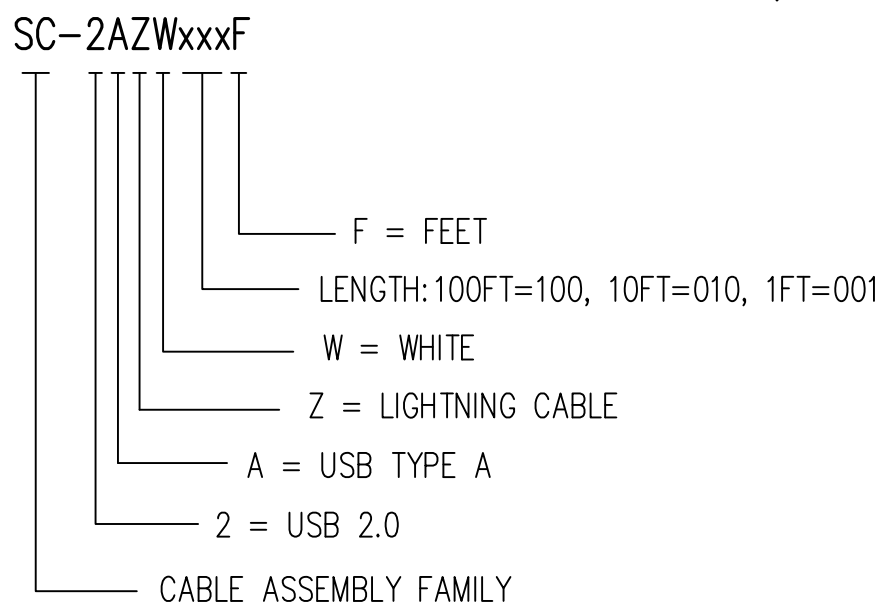 SC-2AZWxxxF
F = FEET
LENGTH:100FT=100, 10FT=010, 1FT=001
W = WHITE
Z = LIGHTNING CABLE
A = USB TYPE A
2 = USB 2.0
CABLE ASSEMBLY FAMILY